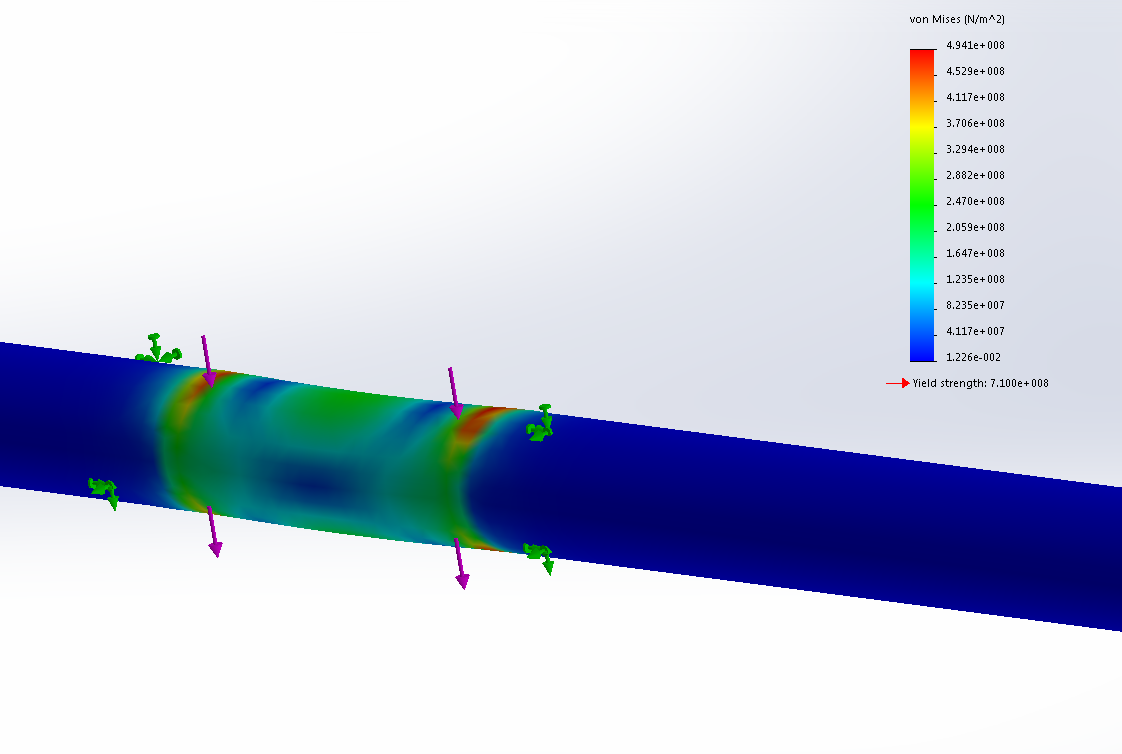 von Mises (N/m^2)
4.941e+008
4.529e+008
4.117e+008
3.706e+008
3.294e+008
2.882e+008
2.470e+008
2.059e+008
1.647e+008
1.235e+008
8.235e+007
4.117e+007
1.226e-002
Yield strength: 7.100e+008